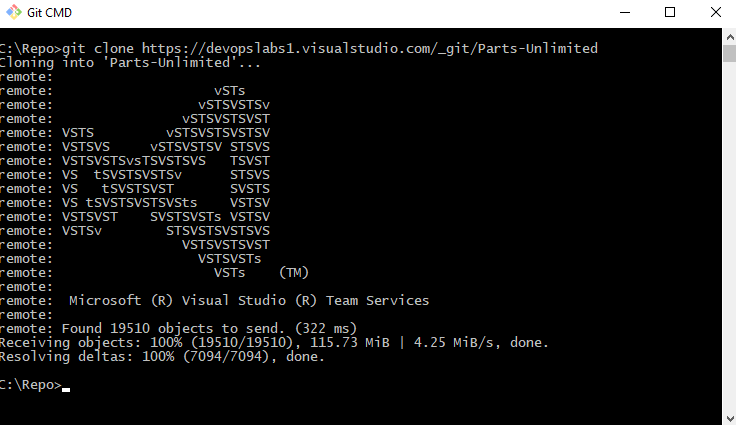 Git CMD
C:\Repo>git clone https://devopslabs1.visualstudio.com/_git/Parts-Unlimited
Cloning into 'Parts-Unlimited'...
remote:
remote:                    vSTs
remote:                  vSTSVSTSv
remote:                vSTSVSTSVST
remote: VSTS         vSTSVSTSVSTSV
remote: VSTSVS     vSTSVSTSV STSVS
remote: VSTSVSTSvsTSVSTSVS   TSVST
remote: VS  tSVSTSVSTSv      STSVS
remote: VS   tSVSTSVST       SVSTS
remote: VS tSVSTSVSTSVSts    VSTSV
remote: VSTSVST    SVSTSVSTs VSTSV
remote: VSTSv        STSVSTSVSTSVS
remote:                VSTSVSTSVST
remote:                  VSTSVSTs
remote:                    VSTs    (TM)
remote:
remote:  Microsoft (R) Visual Studio (R) Team Services
remote:
remote: Found 19510 objects to send. (322 ms)
Receiving objects: 100% (19510/19510), 115.73 MiB | 4.25 MiB/s, done.
Resolving deltas: 100% (7094/7094), done.
C:\Repo>